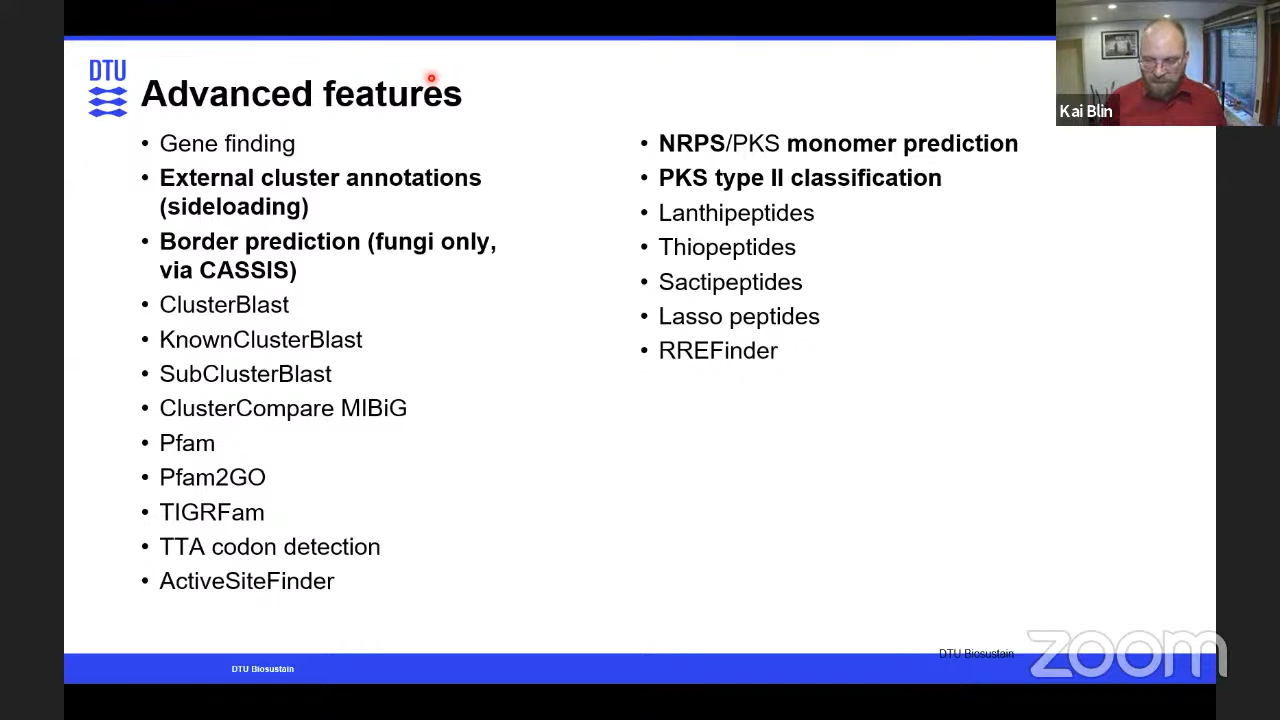 DTU
Advanced features
• Gene finding
• External cluster annotations
(sideloading)
• Border prediction (fungi only,
via CASSIS)
• ClusterBlast
• KnownClusterBlast
• SubClusterBlast
• ClusterCompare MIBiG
• Pfam
• Pfam2GO
• TIGRFam
• TTA codon detection
• ActiveSiteFinder
• NRPS/PKS monomer prediction
• PKS type II classification
• Lanthipeptides
• Thiopeptides
• Sactipeptides
• Lasso peptides
• RREFinder
Kai Blin
DTU Biosustain
DTU Biosustain
zoom